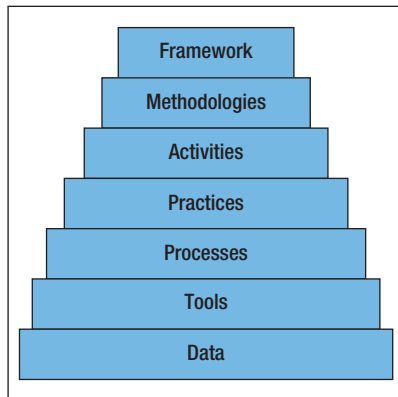 Framework
Methodologies
Activities
Practices
Processes
Tools
Data